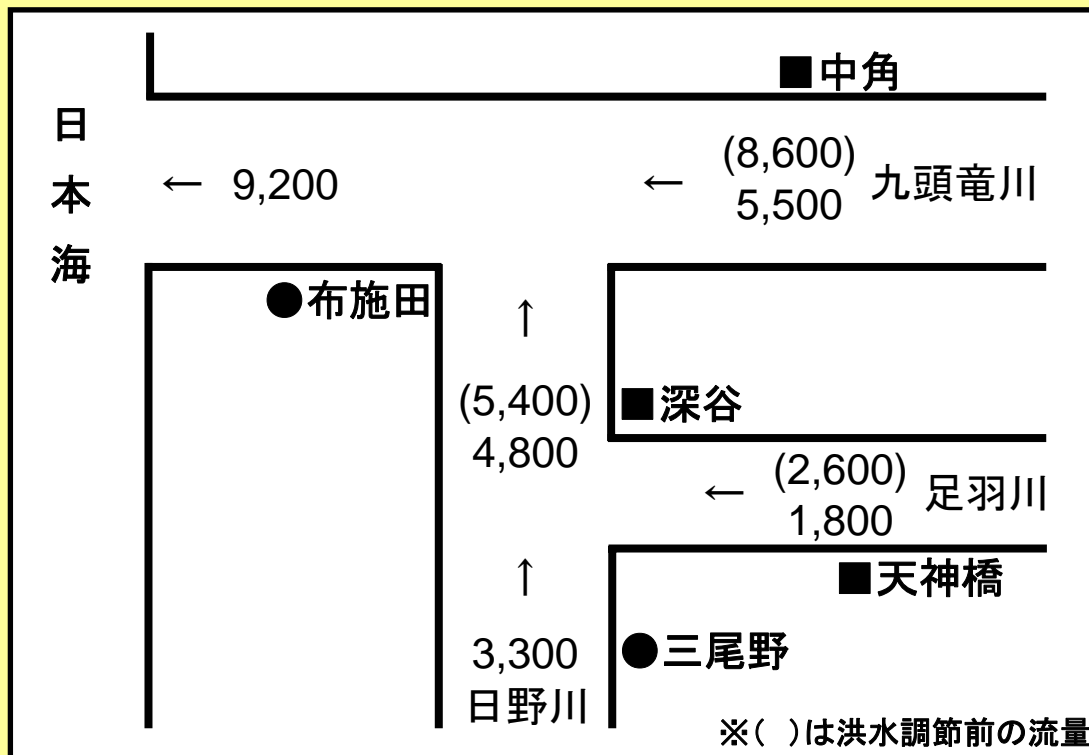 ■中角
日本海
← 9,200
← (8,600)
5,500
九頭竜川
●布施田
↑
(5,400)
4,800
■深谷
← (2,600)
1,800
足羽川
■天神橋
↑
3,300
日野川
●三尾野
※( )は洪水調節前の流量